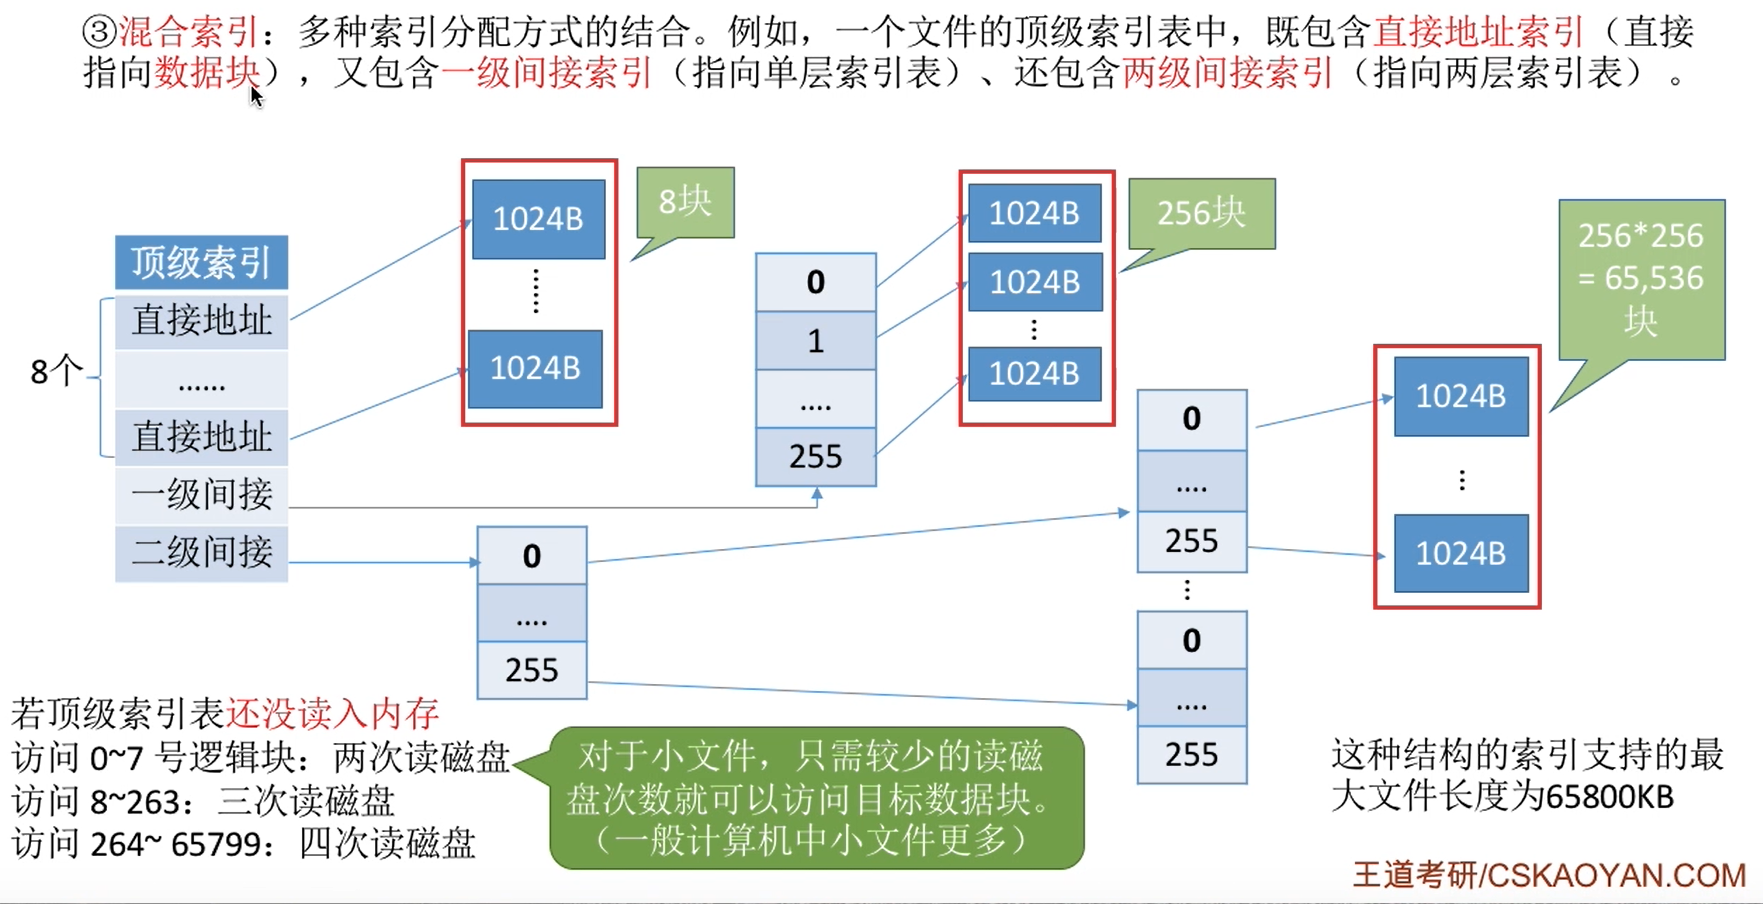 ③混合索引：多种索引分配方式的结合。例如，一个文件的顶级索引表中，既包含直接地址索引（直接
指向数据块），又包含一级间接索引（指向单层索引表）、还包含两级间接索引（指向两层索引表）。
顶级索引
8个
直接地址
......
直接地址
一级间接
二级间接
1024B
1024B
8块
0
1
....
255
1024B
1024B
1024B
256块
0
....
255
0
....
255
0
....
255
1024B
1024B
256*256
= 65,536
块
若顶级索引表还没读入内存
访问 0~7 号逻辑块：两次读磁盘
访问 8~263：三次读磁盘
访问 264~ 65799：四次读磁盘
对于小文件，只需较少的读磁
盘次数就可以访问目标数据块。
（一般计算机中小文件更多）
这种结构的索引支持的最
大文件长度为65800KB
王道考研/CSKAOYAN.COM